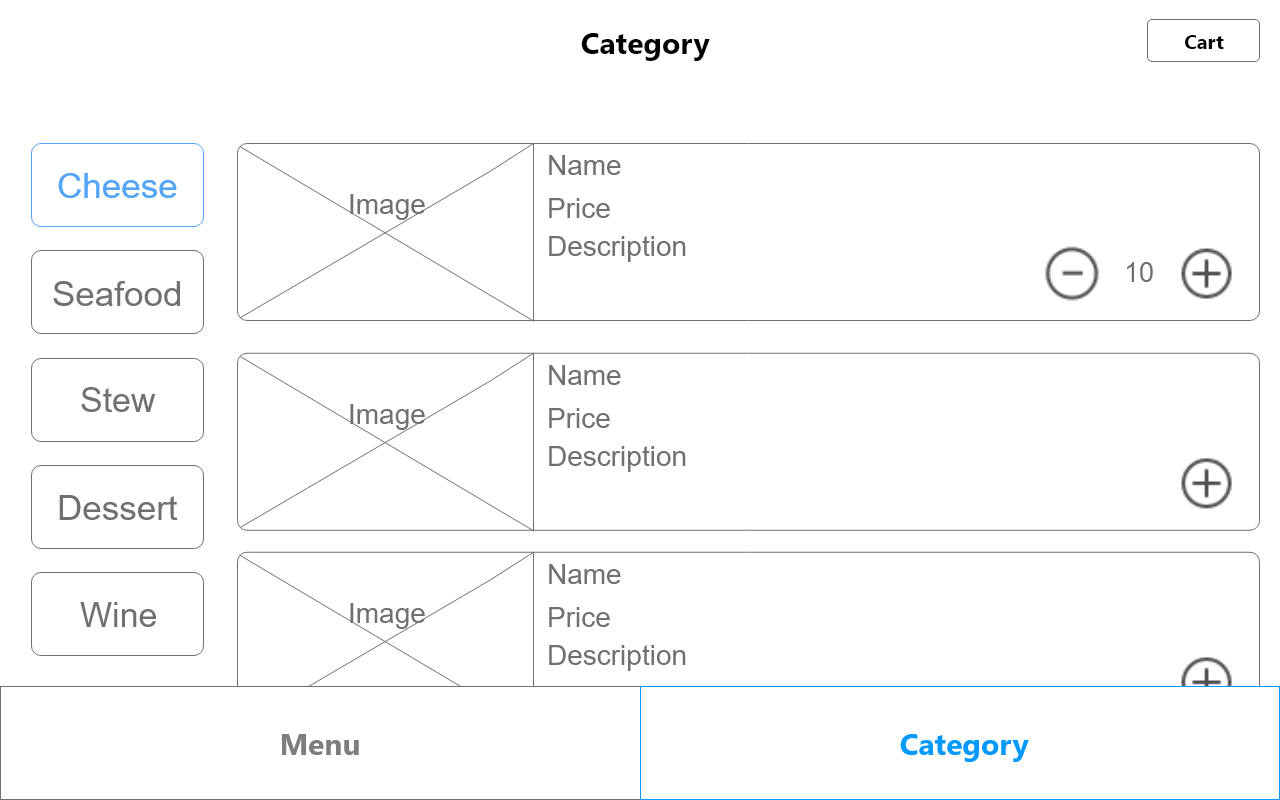 Category
Cart
Cheese
Seafood
Stew
Dessert
Wine
Image
Name
Price
Description
10
Image
Name
Price
Description
Image
Name
Price
Description
Menu
Category